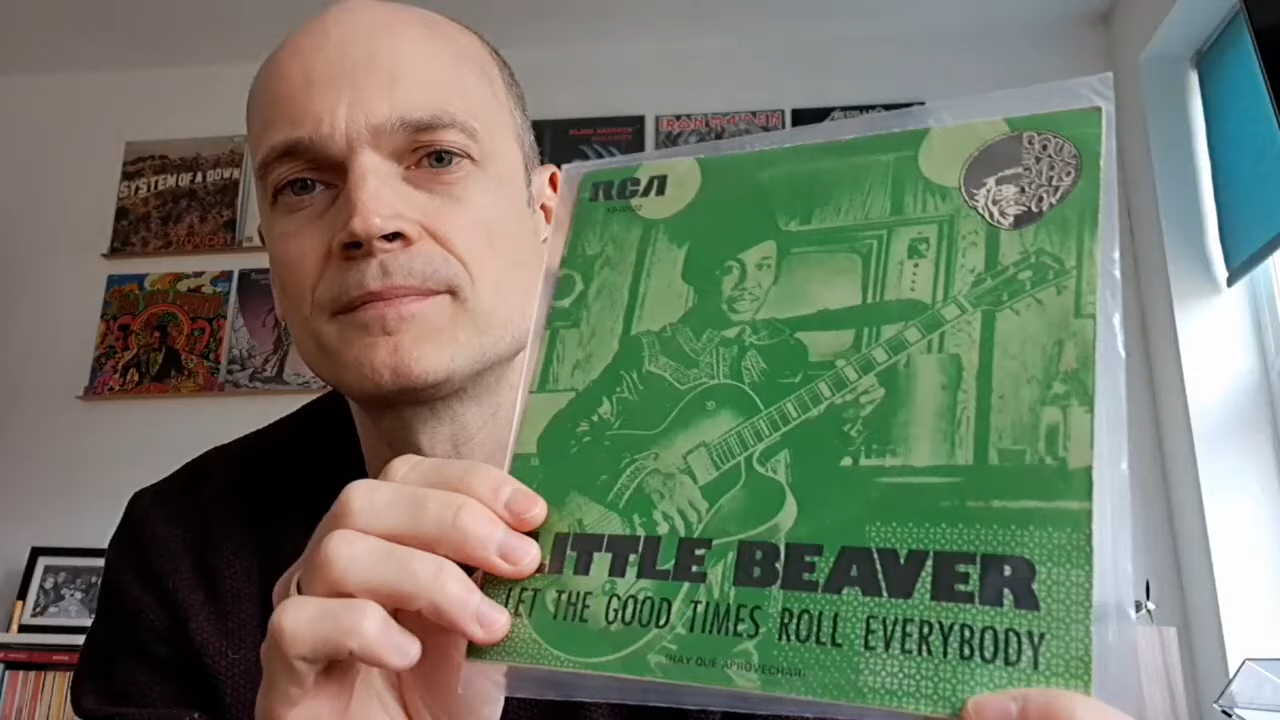 SYSTEM OF A DOWN
TOXICITY
IRON MAIDEN
RCA
LITTLE BEAVER
LET THE GOOD TIMES ROLL EVERYBODY
(HAY QUE APROVECHAR)